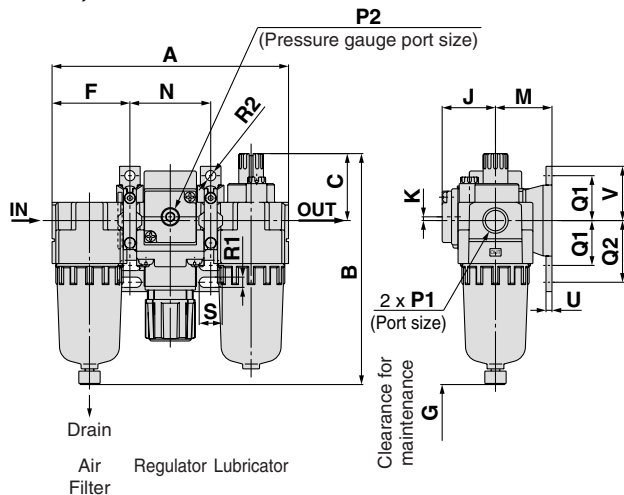 P2
(Pressure gauge port size)
A
F
N
R2
J
M
C
K
Q1
V
IN
OUT
Q1
Q2
R1
B
S
2 x P1
(Port size)
U
Clearance for
maintenance
G
Drain
Air
Filter
Regulator
Lubricator